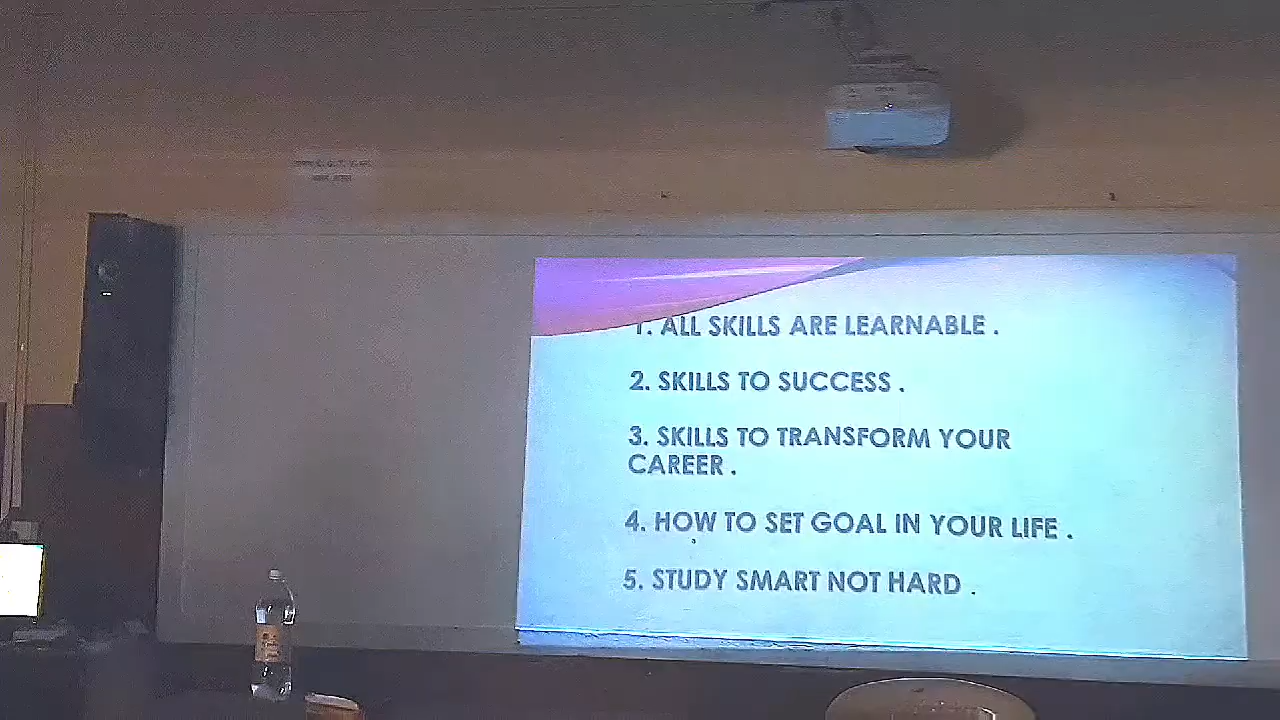 1. ALL SKILLS ARE LEARNABLE .
2. SKILLS TO SUCCESS .
3. SKILLS TO TRANSFORM YOUR
CAREER .
4. HOW TO SET GOAL IN YOUR LIFE .
5. STUDY SMART NOT HARD .